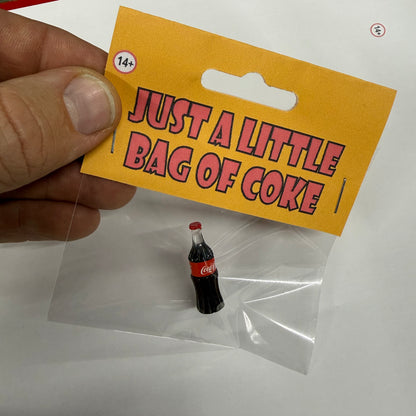 14+
JUST A LITTLE
BAG OF COKE